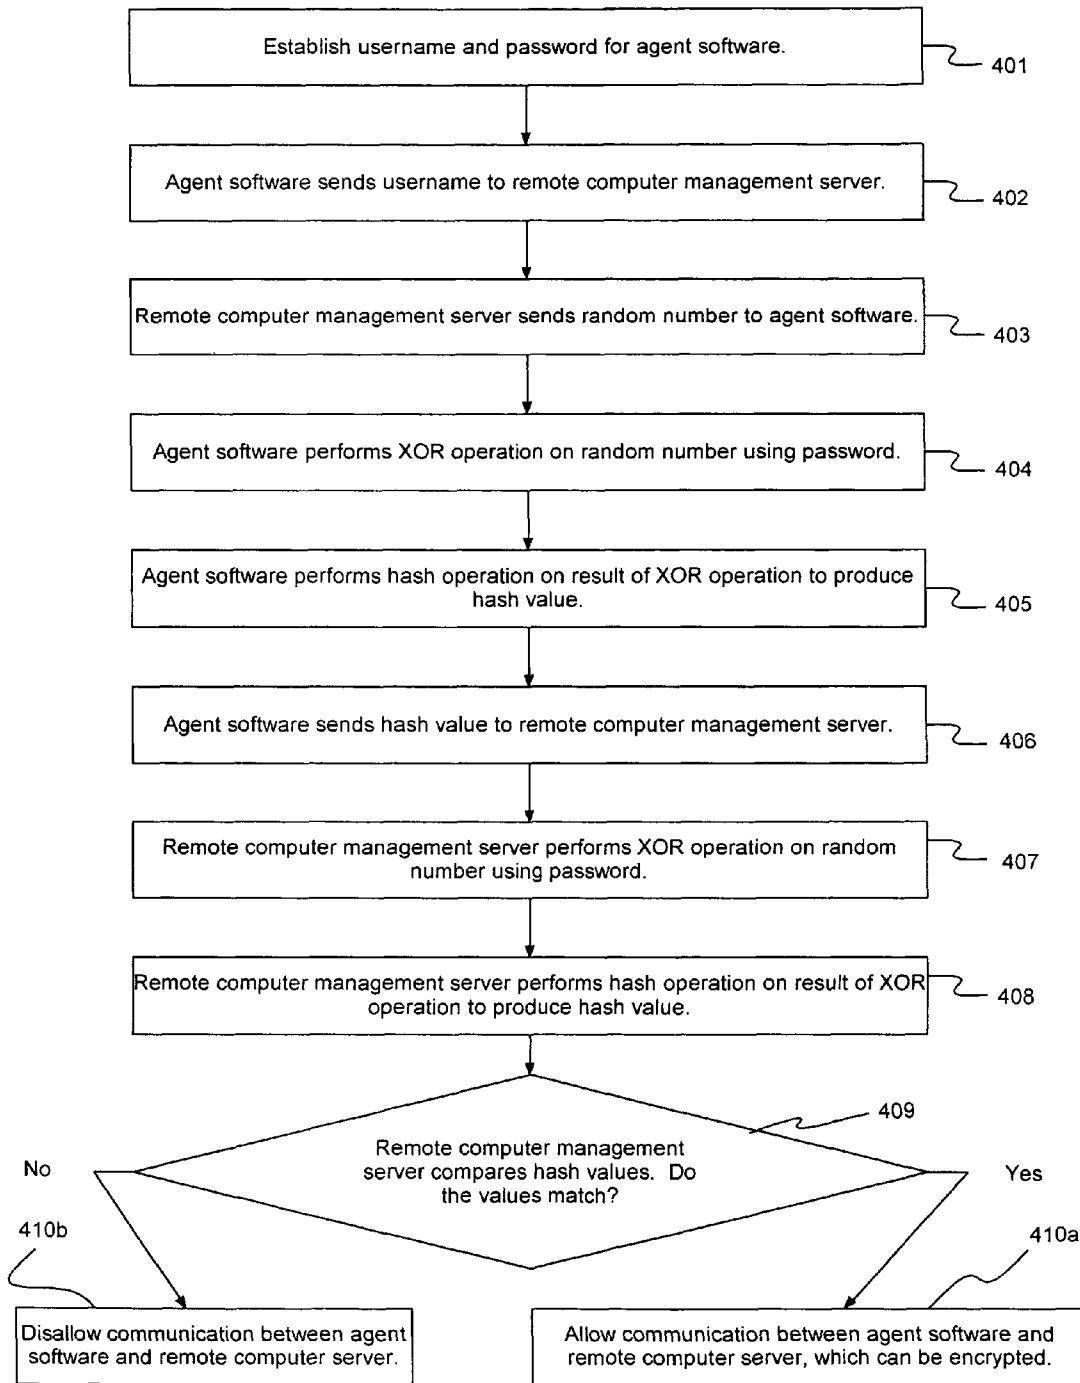 Establish username and password for agent software.
401
Agent software sends username to remote computer management server.
402
Remote computer management server sends random number to agent software.
403
Agent software performs XOR operation on random number using password.
404
Agent software performs hash operation on result of XOR operation to produce
hash value.
405
Agent software sends hash value to remote computer management server.
406
Remote computer management server performs XOR operation on random
number using password.
407
Remote computer management server performs hash operation on result of XOR
operation to produce hash value.
408
409
Remote computer management
server compares hash values. Do
the values match?
No
Yes
410b
410a
Disallow communication between agent
software and remote computer server.
Allow communication between agent software and
remote computer server, which can be encrypted.